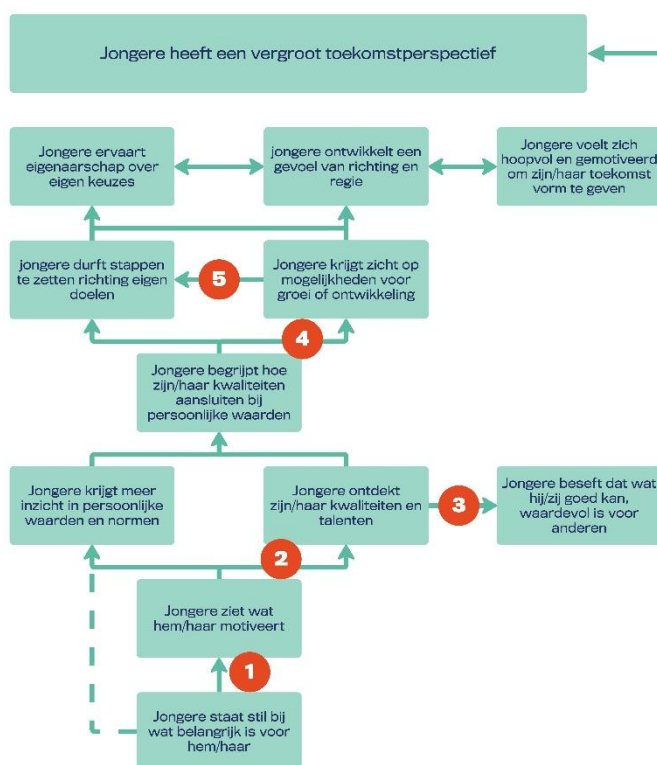 Jongere heeft een vergroot toekomstperspectief
Jongere ervaart
eigenaarschap over
eigen keuzes
jongere ontwikkelt een
gevoel van richting en
regie
Jongere voelt zich
hoopvol en gemotiveerd
om zijn/haar toekomst
vorm te geven
jongere durft stappen
te zetten richting eigen
doelen
5
Jongere krijgt zicht op
mogelijkheden voor
groei of ontwikkeling
4
Jongere begrijpt hoe
zijn/haar kwaliteiten
aansluiten bij
persoonlijke waarden
Jongere krijgt meer
inzicht in persoonlijke
waarden en normen
Jongere ontdekt
zijn/haar kwaliteiten en
talenten
3
Jongere beseft dat wat
hij/zij goed kan,
waardevol is voor
anderen
2
Jongere ziet wat
hem/haar motiveert
1
Jongere staat stil bij
wat belangrijk is voor
hem/haar